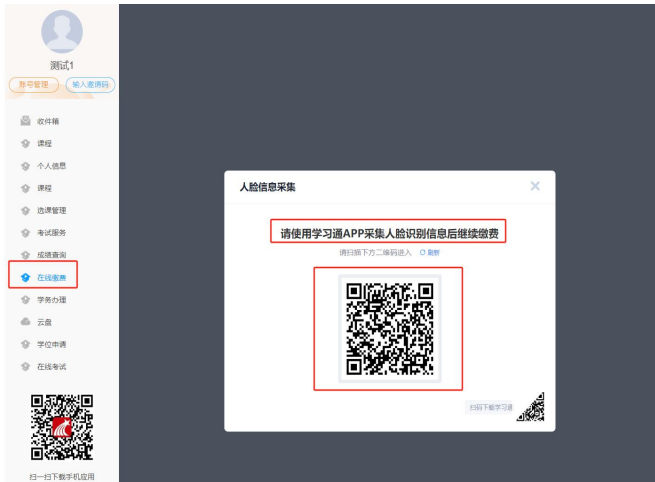 测试1
账号管理
输入邀请码
收件箱
课程
个人信息
课程
选课管理
考试服务
成绩查询
在线缴费
学务办理
云盘
学位申请
在线考试
扫一扫下载手机应用
人脸信息采集
请使用学习通APP采集人脸识别信息后继续缴费
请扫描下方二维码进入 刷新
扫码下载学习通